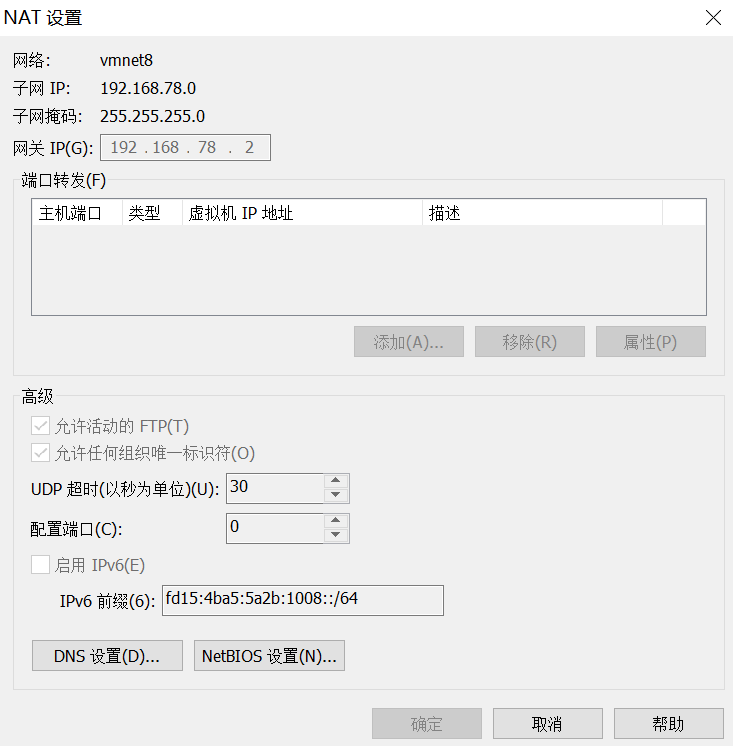 NAT 设置
网络: vmnet8
子网 IP: 192.168.78.0
子网掩码: 255.255.255.0
网关 IP(G): 192 . 168 . 78 . 2
端口转发(F)
主机端口 类型 虚拟机 IP 地址 描述
添加(A)... 移除(R) 属性(P)
高级
允许活动的 FTP(T)
允许任何组织唯一标识符(O)
UDP 超时(以秒为单位)(U): 30
配置端口(C): 0
启用 IPv6(E)
IPv6 前缀(6): fd15:4ba5:5a2b:1008::/64
DNS 设置(D)... NetBIOS 设置(N)...
确定 取消 帮助